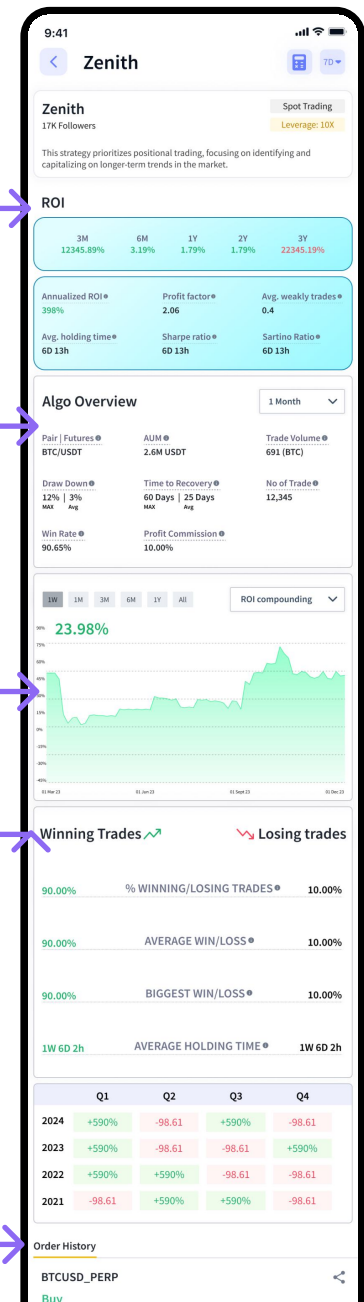 9:41
Zenith
7D
Zenith
Spot Trading
17K Followers
Leverage: 10X
This strategy prioritizes positional trading, focusing on identifying and
capitalizing on longer-term trends in the market.
ROI
3M 6M 1Y 2Y 3Y
12345.89% 3.19% 1.79% 1.79% 22345.19%
Annualized ROI Profit factor Avg. weekly trades
398% 2.06 0.4
Avg. holding time Sharpe ratio Sartino Ratio
6D 13h 6D 13h 6D 13h
Algo Overview
1 Month
Pair | Futures AUM Trade Volume
BTC/USDT 2.6M USDT 691 (BTC)
Draw Down Time to Recovery No of Trade
12% | 3% 60 Days | 25 Days 12,345
MAX Avg MAX Avg
Win Rate Profit Commission
90.65% 10.00%
1W 1M 3M 6M 1Y All
ROI compounding
23.98%
90%
75%
60%
45%
15%
0%
-15%
-30%
-45%
01 Mar 23 01 Jun 23 01 Sept 23 01 Dec 23
Winning Trades Losing trades
90.00% % WINNING/LOSING TRADES 10.00%
90.00% AVERAGE WIN/LOSS 10.00%
90.00% BIGGEST WIN/LOSS 10.00%
1W 6D 2h AVERAGE HOLDING TIME 1W 6D 2h
Q1 Q2 Q3 Q4
2024 +590% -98.61 +590% -98.61
2023 +590% -98.61 -98.61 +590%
2022 +590% +590% -98.61 -98.61
2021 -98.61 +590% +590% -98.61
Order History
BTCUSD_PERP
Buy